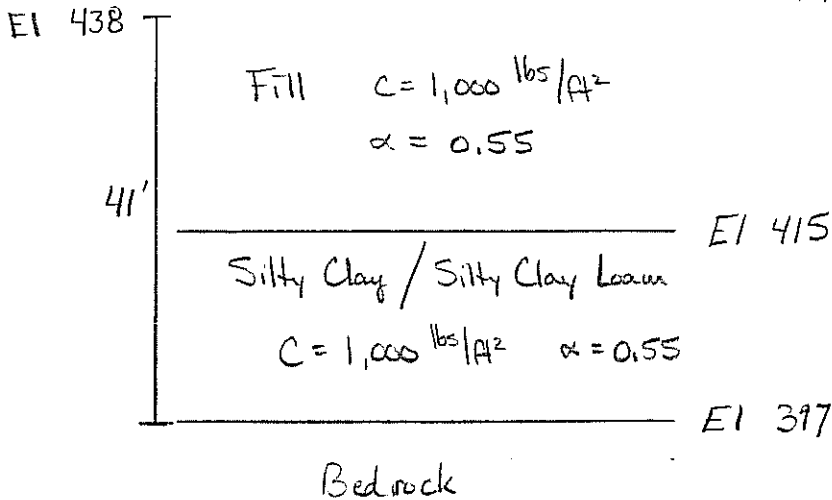 El 438
Fill C = 1,000 lbs/ft²
α = 0.55
41'
El 415
Silty Clay / Silty Clay Loam
C = 1,000 lbs/ft² α = 0.55
El 397
Bedrock